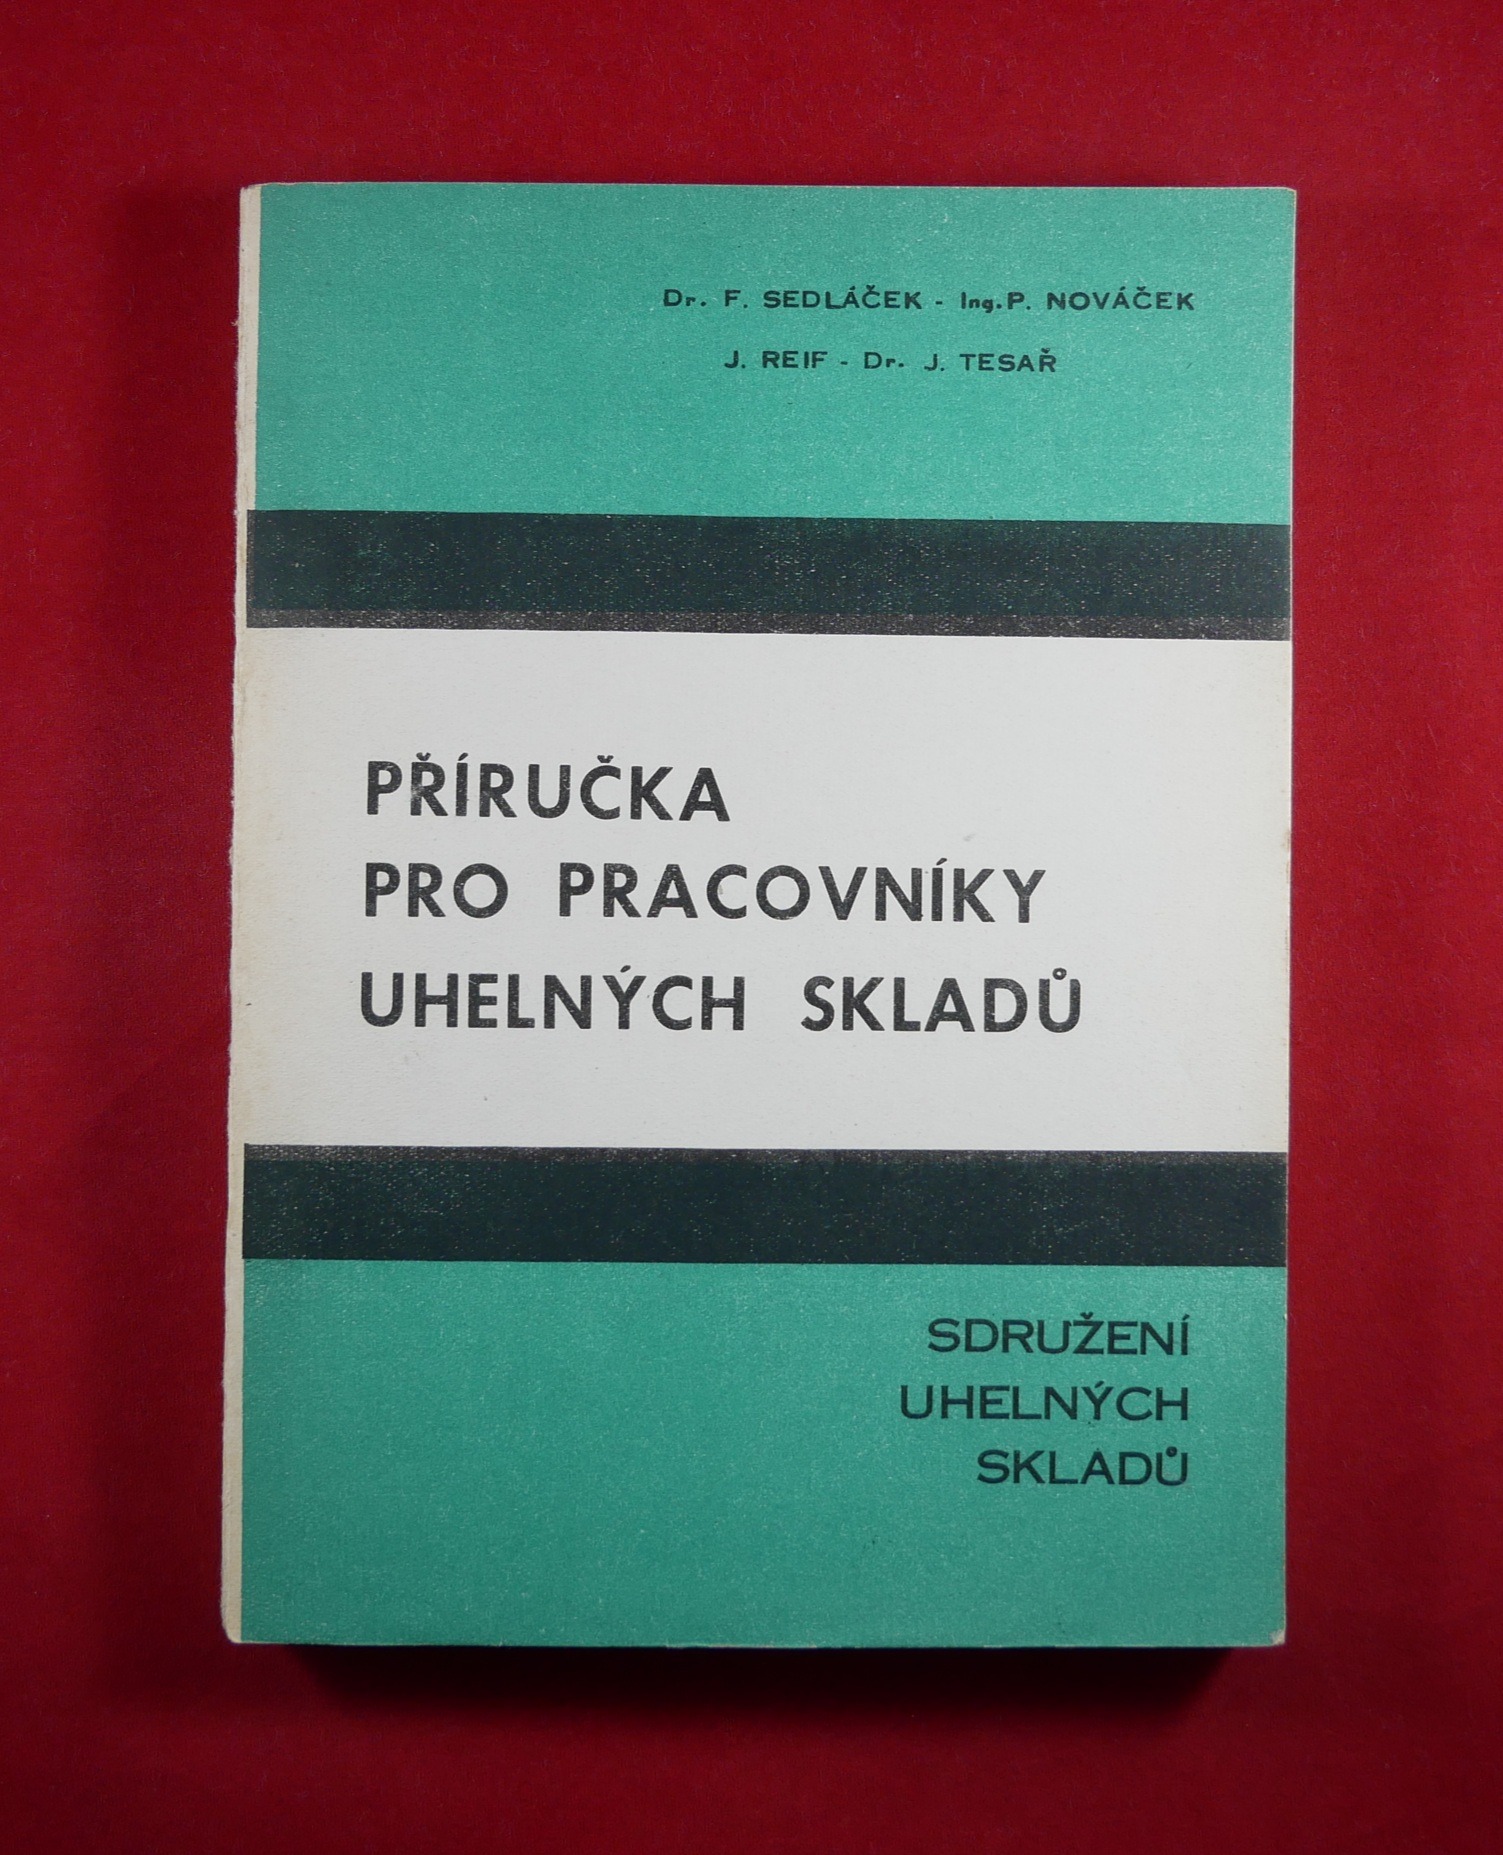 Dr. F. SEDLÁČEK - Ing. P. NOVÁČEK
J. REIF - Dr. J. TESAŘ
PŘÍRUČKA
PRO PRACOVNÍKY
UHELNÝCH SKLADŮ
SDRUŽENÍ
UHELNÝCH
SKLADŮ